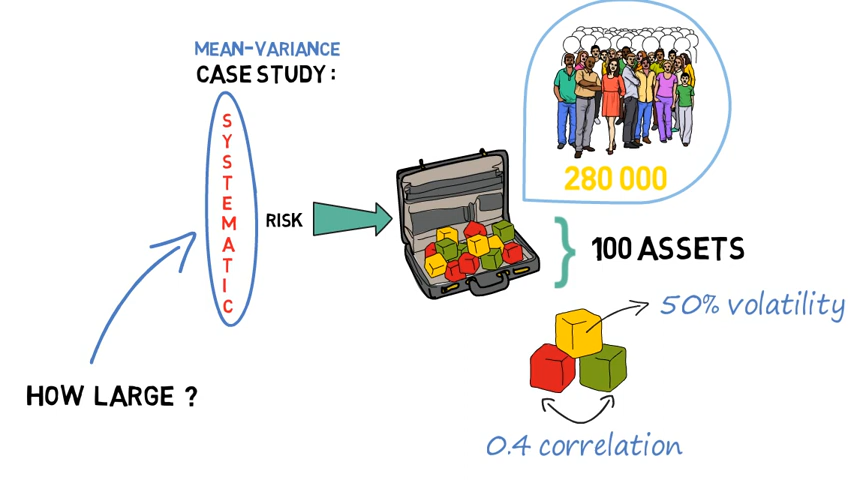 MEAN-VARIANCE
CASE STUDY:
SYSTEMATIC
RISK
280 000
100 ASSETS
50% volatility
HOW LARGE ?
0.4 correlation